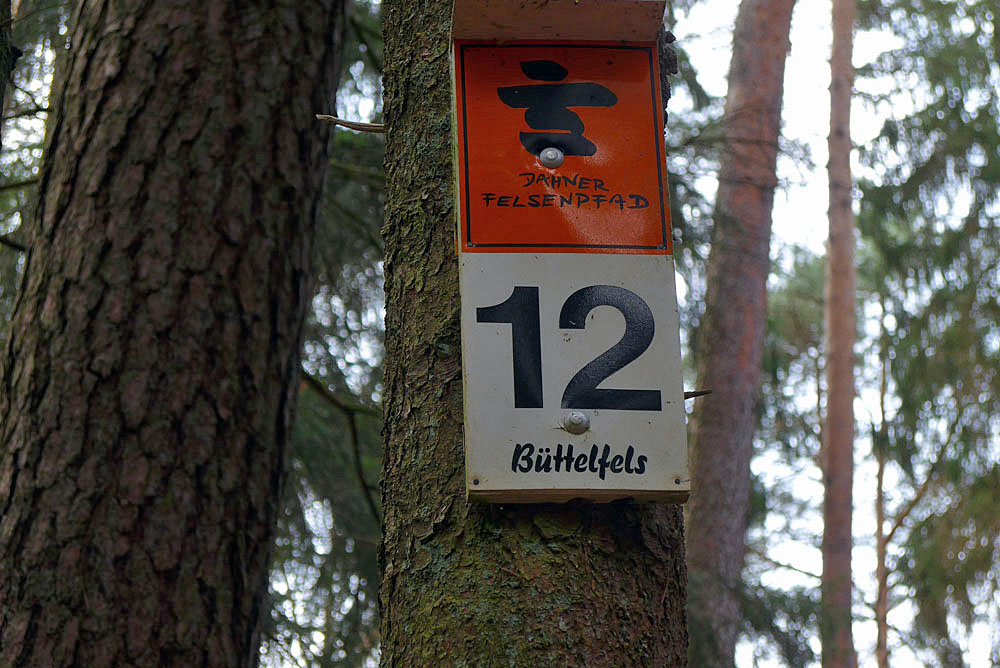 DAHNER
FELSENPFAD
12
Büttelfels